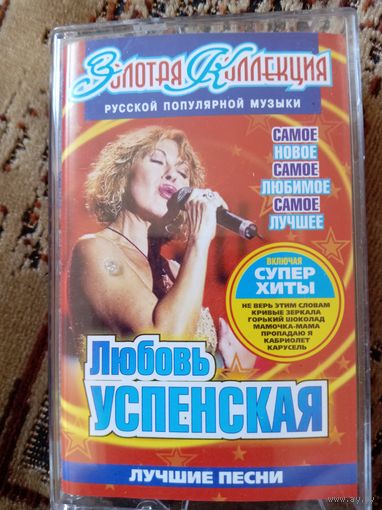 Золотая Коллекция
РУССКОЙ ПОПУЛЯРНОЙ МУЗЫКИ
САМОЕ
НОВОЕ
САМОЕ
ЛЮБИМОЕ
САМОЕ
ЛУЧШЕЕ
ВКЛЮЧАЯ
СУПЕР
ХИТЫ
НЕ ВЕРЬ ЭТИМ СЛОВАМ
КРИВЫЕ ЗЕРКАЛА
ГОРЬКИЙ ШОКОЛАД
МАМОЧКА-МАМА
ПРОПАДАЮ Я
КАБРИОЛЕТ
КАРУСЕЛЬ
Любовь
УСПЕНСКАЯ
ЛУЧШИЕ ПЕСНИ